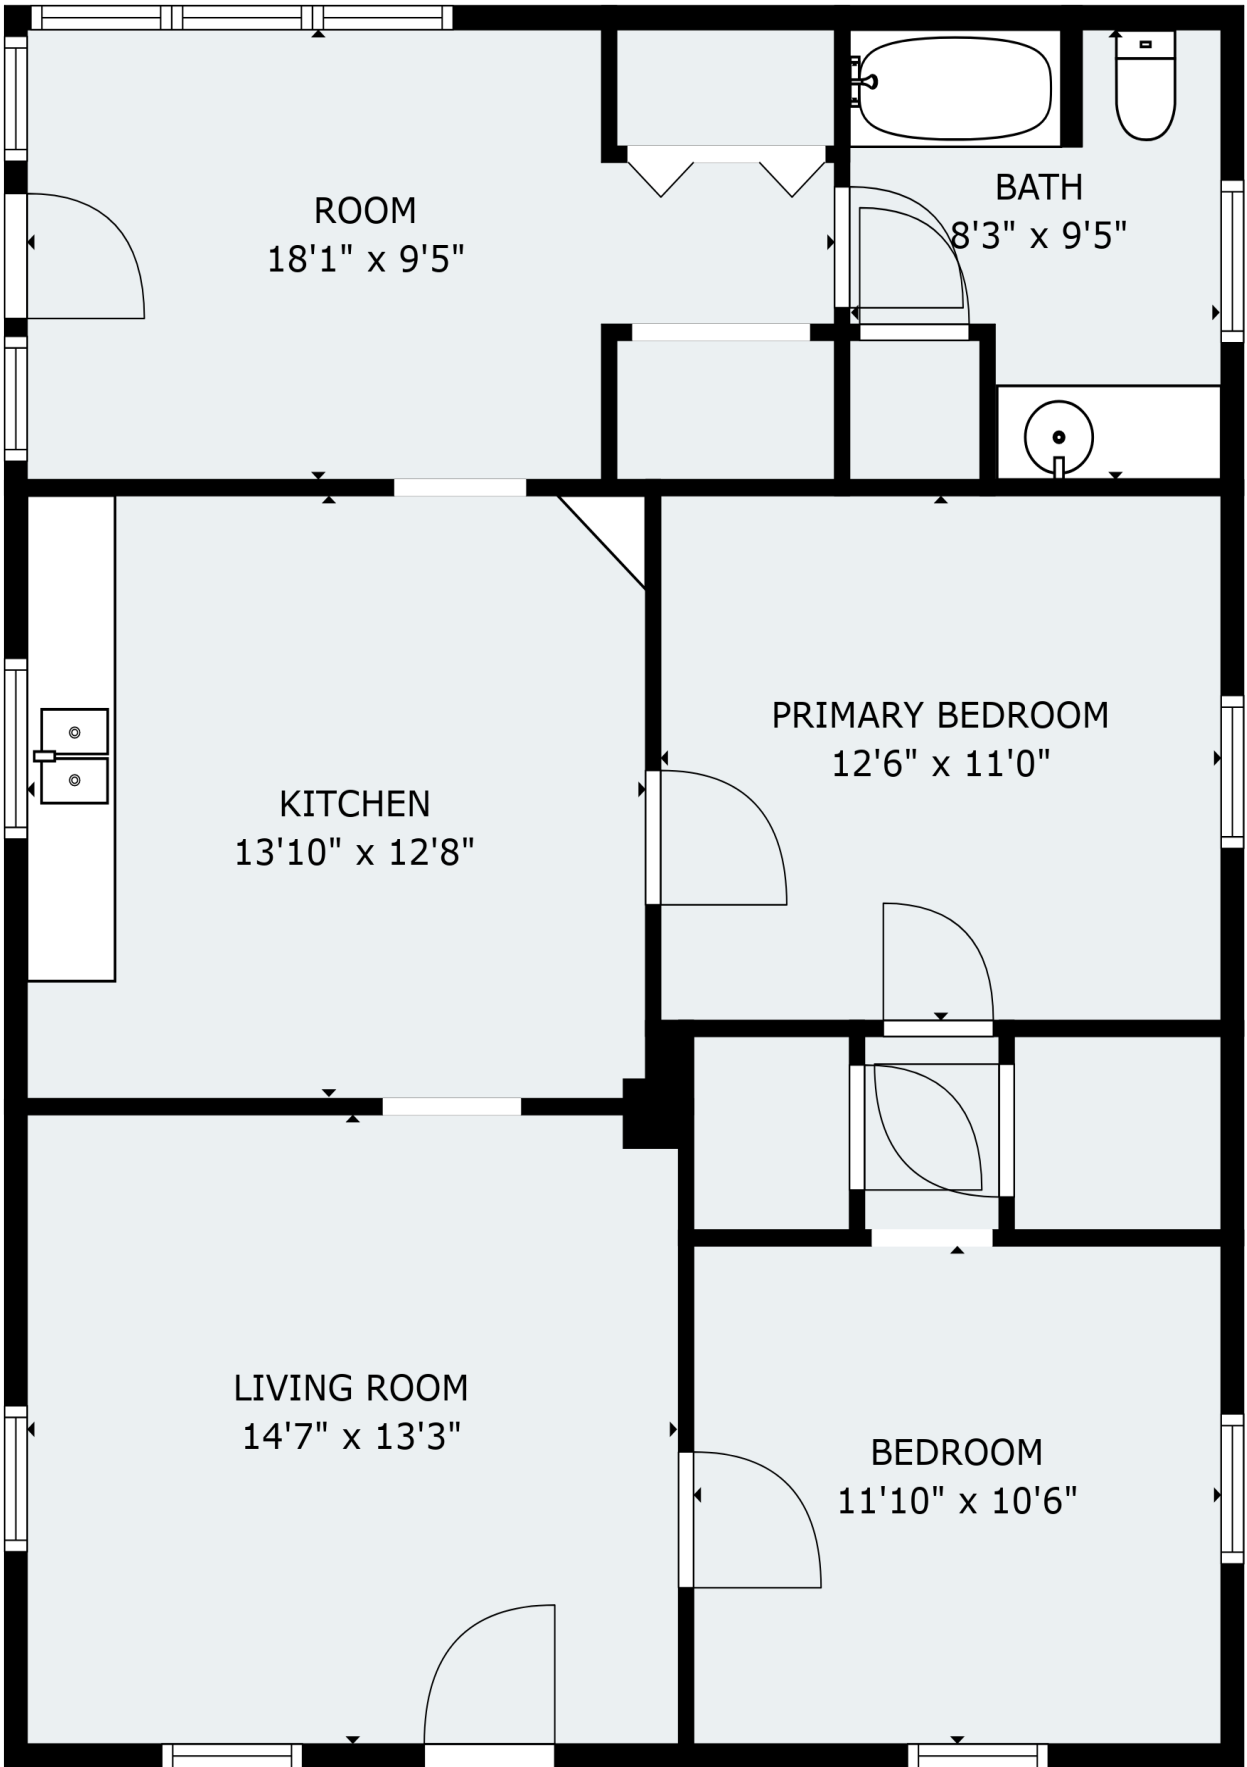 ROOM
18'1" x 9'5"
BATH
8'3" x 9'5"
PRIMARY BEDROOM
12'6" x 11'0"
KITCHEN
13'10" x 12'8"
LIVING ROOM
14'7" x 13'3"
BEDROOM
11'10" x 10'6"